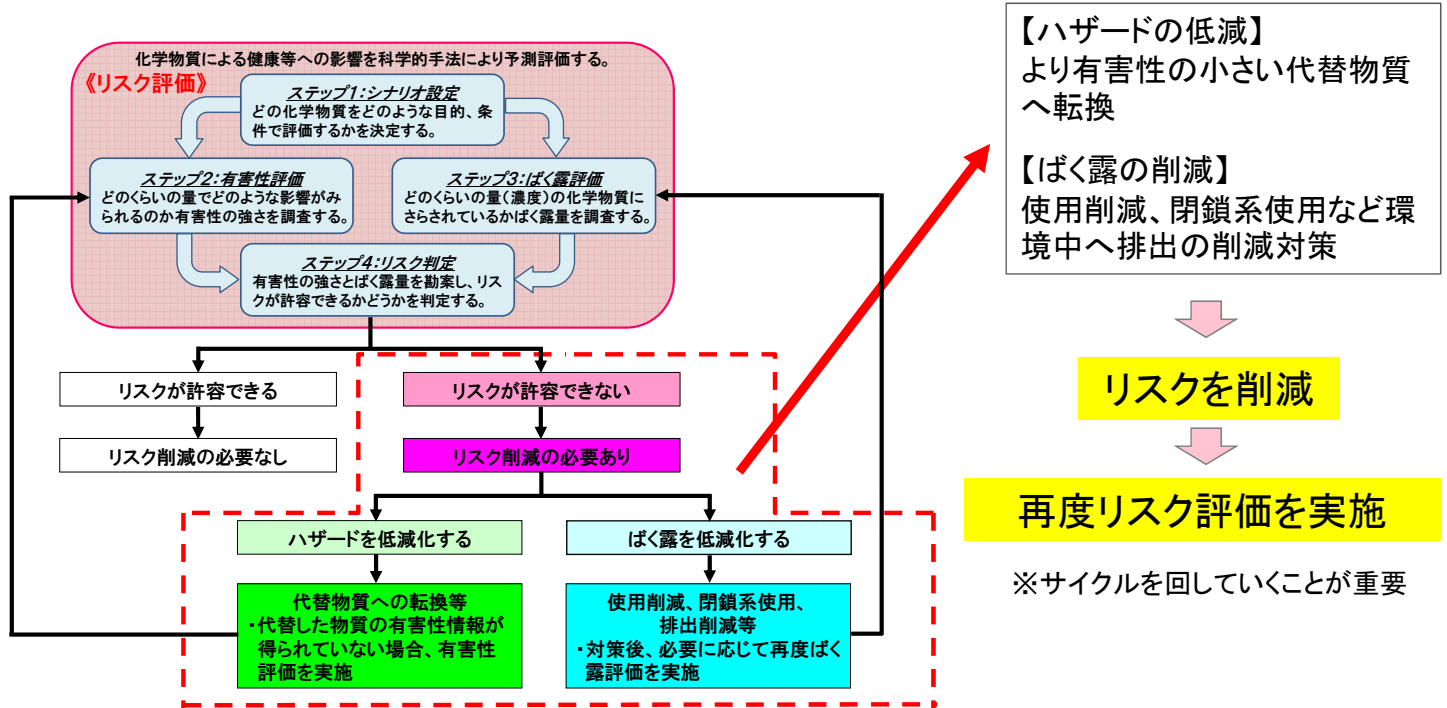 化学物質による健康等への影響を科学的手法により予測評価する。
《リスク評価》
ステップ1:シナリオ設定
どの化学物質をどのような目的、条
件で評価するかを決定する。
ステップ2:有害性評価
どのくらいの量でどのような影響がみ
られるのか有害性の強さを調査する。
ステップ3:ばく露評価
どのくらいの量(濃度)の化学物質に
さらされているかばく露量を調査する。
ステップ4:リスク判定
有害性の強さとばく露量を勘案し、リス
クが許容できるかどうかを判定する。
リスクが許容できる
リスク削減の必要なし
リスクが許容できない
リスク削減の必要あり
ハザードを低減化する
代替物質への転換等
・代替した物質の有害性情報が
得られていない場合、有害性
評価を実施
ばく露を低減化する
使用削減、閉鎖系使用、
排出削減等
・対策後、必要に応じて再度ばく
露評価を実施
【ハザードの低減】
より有害性の小さい代替物質
へ転換
【ばく露の削減】
使用削減、閉鎖系使用など環
境中へ排出の削減対策
リスクを削減
再度リスク評価を実施
※サイクルを回していくことが重要